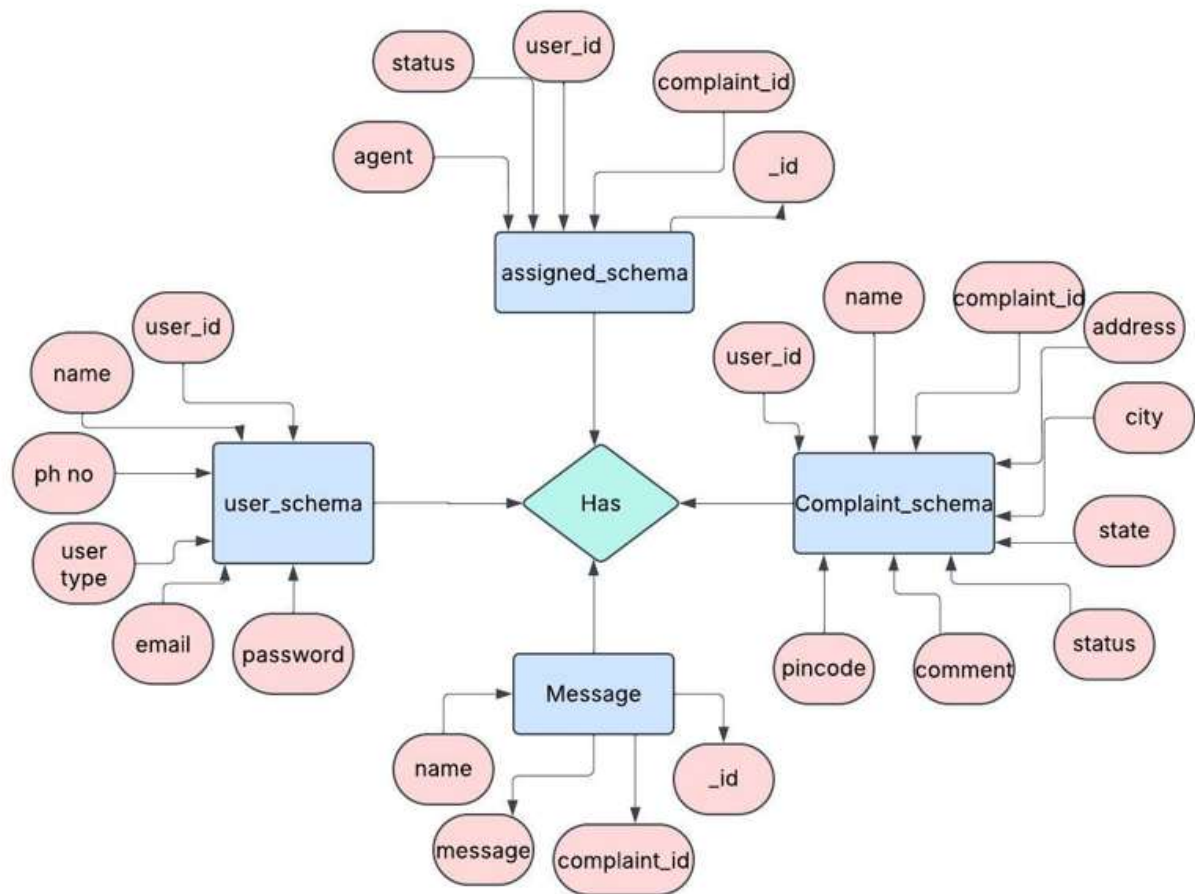 status
user_id
complaint_id
agent
_id
assigned_schema
name
user_id
ph no
user_schema
user
type
email
password
Has
user_id
name
complaint_id
address
city
Complaint_schema
state
status
pincode
comment
Message
name
_id
message
complaint_id